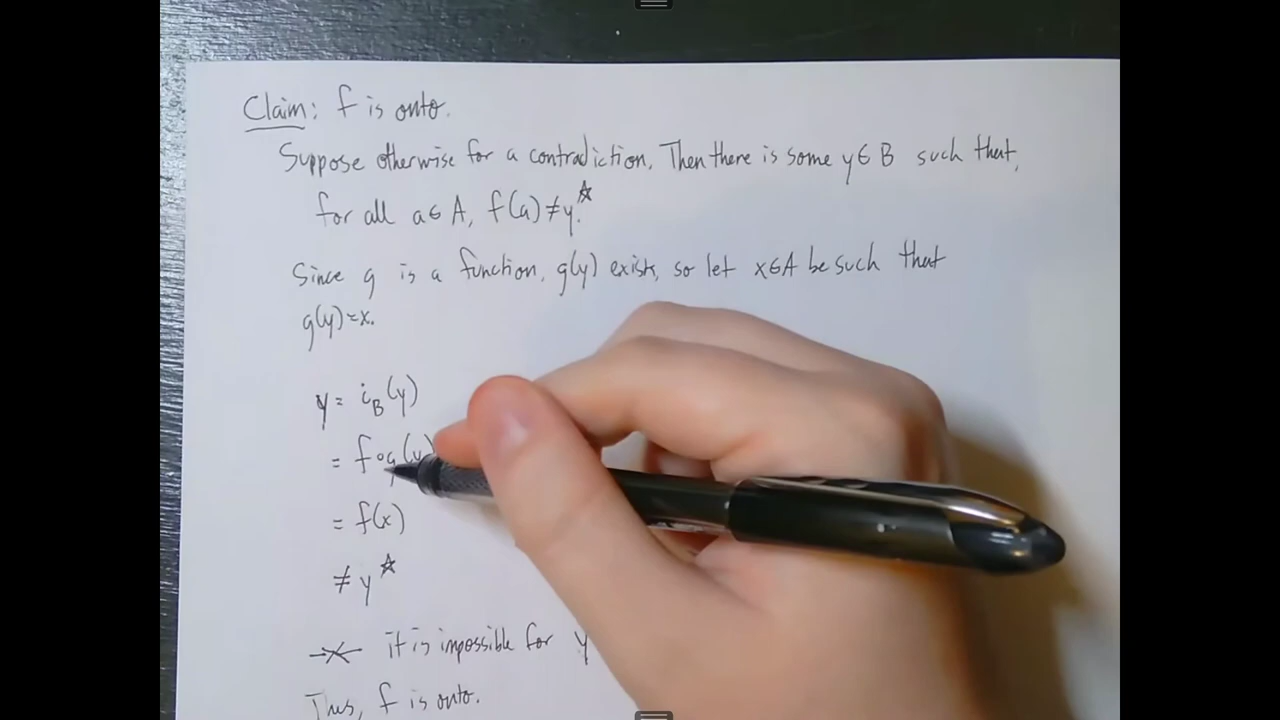 Claim: f is onto.
Suppose otherwise for a contradiction. Then there is some y∈B such that,
for all a∈A, f(a)≠y.☆
Since g is a function, g(y) exists, so let x∈A be such that
g(y)=x.
y = i_B(y)
= f∘g(y)
= f(x)
≠ y☆
it is impossible for y
Thus, f is onto.